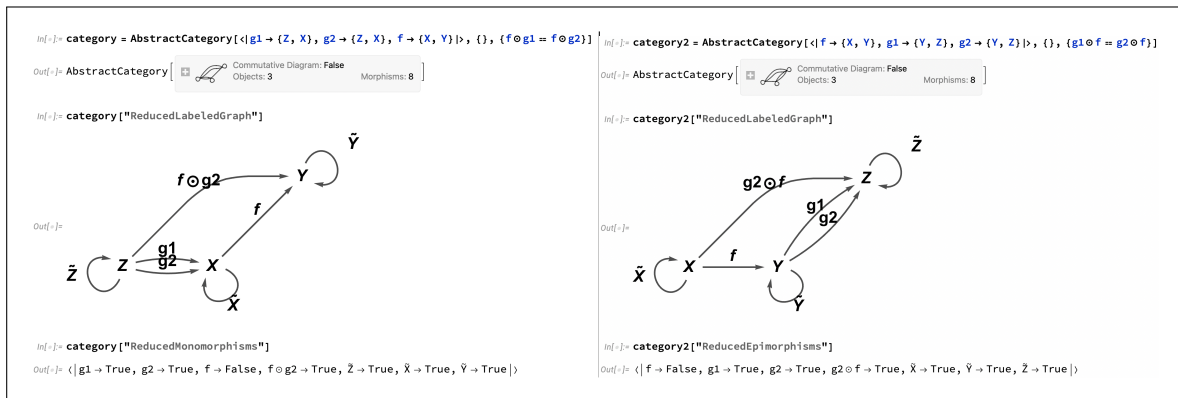 In[◦]:= category = AbstractCategory[<|g1 → {Z, X}, g2 → {Z, X}, f → {X, Y}|>, {}, {f⊙g1 == f⊙g2}]
Out[◦]= AbstractCategory[
Commutative Diagram: False
Objects: 3 Morphisms: 8
]
In[◦]:= category["ReducedLabeledGraph"]
Ỹ
f⊙g2
Y
f
Out[◦]=
g1
Z̃ Z g2 X
X̃
In[◦]:= category["ReducedMonomorphisms"]
Out[◦]= <|g1 → True, g2 → True, f → False, f⊙g2 → True, Z̃ → True, X̃ → True, Ỹ → True|>
In[◦]:= category2 = AbstractCategory[<|f → {X, Y}, g1 → {Y, Z}, g2 → {Y, Z}|>, {}, {g1⊙f == g2⊙f}]
Out[◦]= AbstractCategory[
Commutative Diagram: False
Objects: 3 Morphisms: 8
]
In[◦]:= category2["ReducedLabeledGraph"]
Z̃
g2⊙f
Z
g1
g2
Out[◦]=
f
X̃ X Y
Ỹ
In[◦]:= category2["ReducedEpimorphisms"]
Out[◦]= <|f → False, g1 → True, g2 → True, g2⊙f → True, X̃ → True, Ỹ → True, Z̃ → True|>